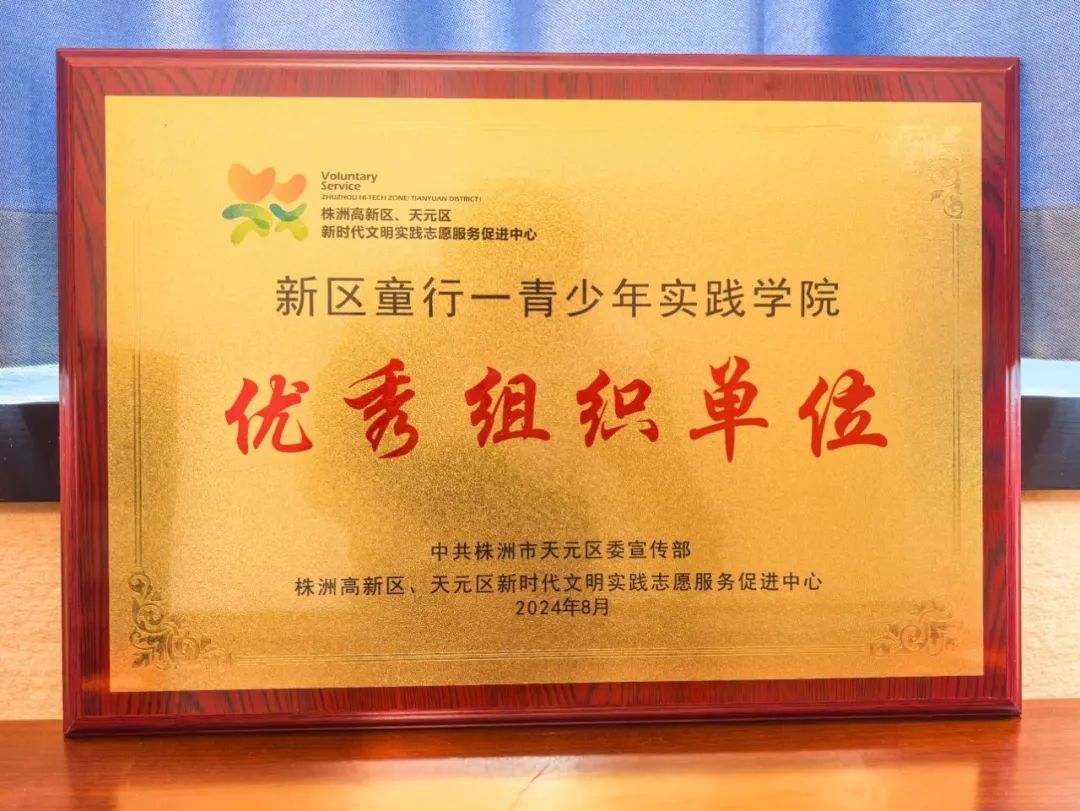 Voluntary
Service
ZHUZHOU HI-TECH ZONE( TIANYUAN DISTRICT)
株洲高新区、天元区
新时代文明实践志愿服务促进中心
新区童行一青少年实践学院
优秀组织单位
中共株洲市天元区委宣传部
株洲高新区、天元区新时代文明实践志愿服务促进中心
2024年8月